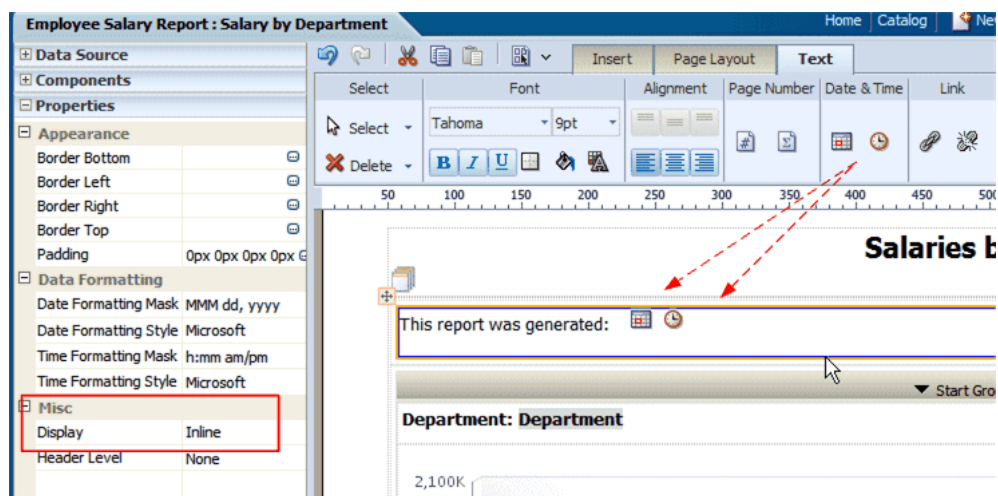 Employee Salary Report : Salary by Department
Home Catalog
Data Source
Components
Properties
Appearance
Border Bottom
Border Left
Border Right
Border Top
Padding 0px 0px 0px 0px
Data Formatting
Date Formatting Mask MMM dd, yyyy
Date Formatting Style Microsoft
Time Formatting Mask h:mm am/pm
Time Formatting Style Microsoft
Misc
Display Inline
Header Level None
Insert Page Layout Text
Select Font Alignment Page Number Date & Time Link
Select Tahoma 9pt
Delete B I U
50 100 150 200 250 300 350 400 450
Salaries
This report was generated:
Start
Department: Department
2,100K